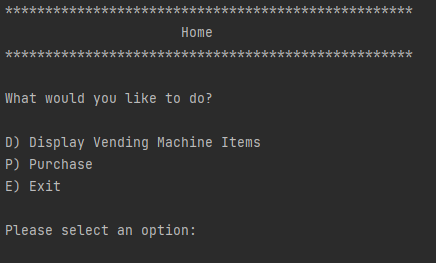 ***************************************************
Home
***************************************************
What would you like to do?
D) Display Vending Machine Items
P) Purchase
E) Exit
Please select an option: